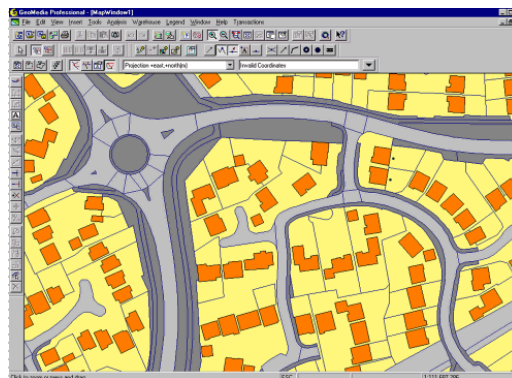 GeoMedia Professional - [MapWindow1]
File Edit View Insert Tools Analysis Warehouse Legend Window Help Transactions
Projection +east,+north(m) Invalid Coordinates